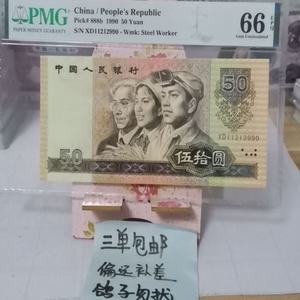 PMG
PAPER MONEY GUARANTY
China / People's Republic
Pick# 888b 1990 50 Yuan
S/N XD11212990 - Wmk: Steel Worker
66 EPQ
Gem Uncirculated
中国人民银行
50
XD11212990
50
伍拾圆
三单包邮
偏远补差
鸽子勿扰